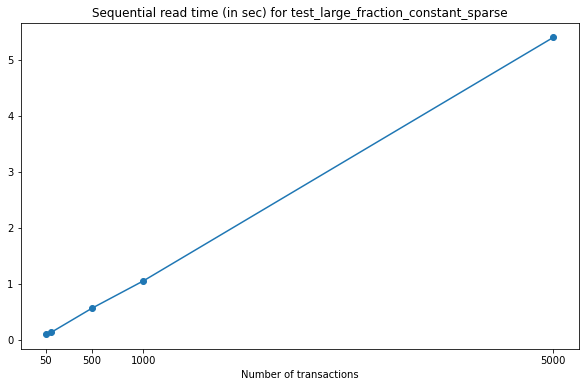 Sequential read time (in sec) for test_large_fraction_constant_sparse
5
4
3
2
1
0
50 500 1000 5000
Number of transactions